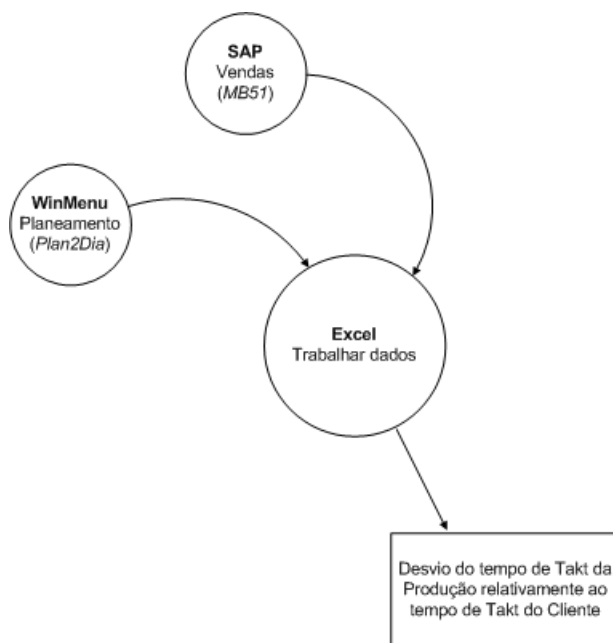 SAP
Vendas
(MB51)
WinMenu
Planeamento
(Plan2Dia)
Excel
Trabalhar dados
Desvio do tempo de Takt da
Produção relativamente ao
tempo de Takt do Cliente